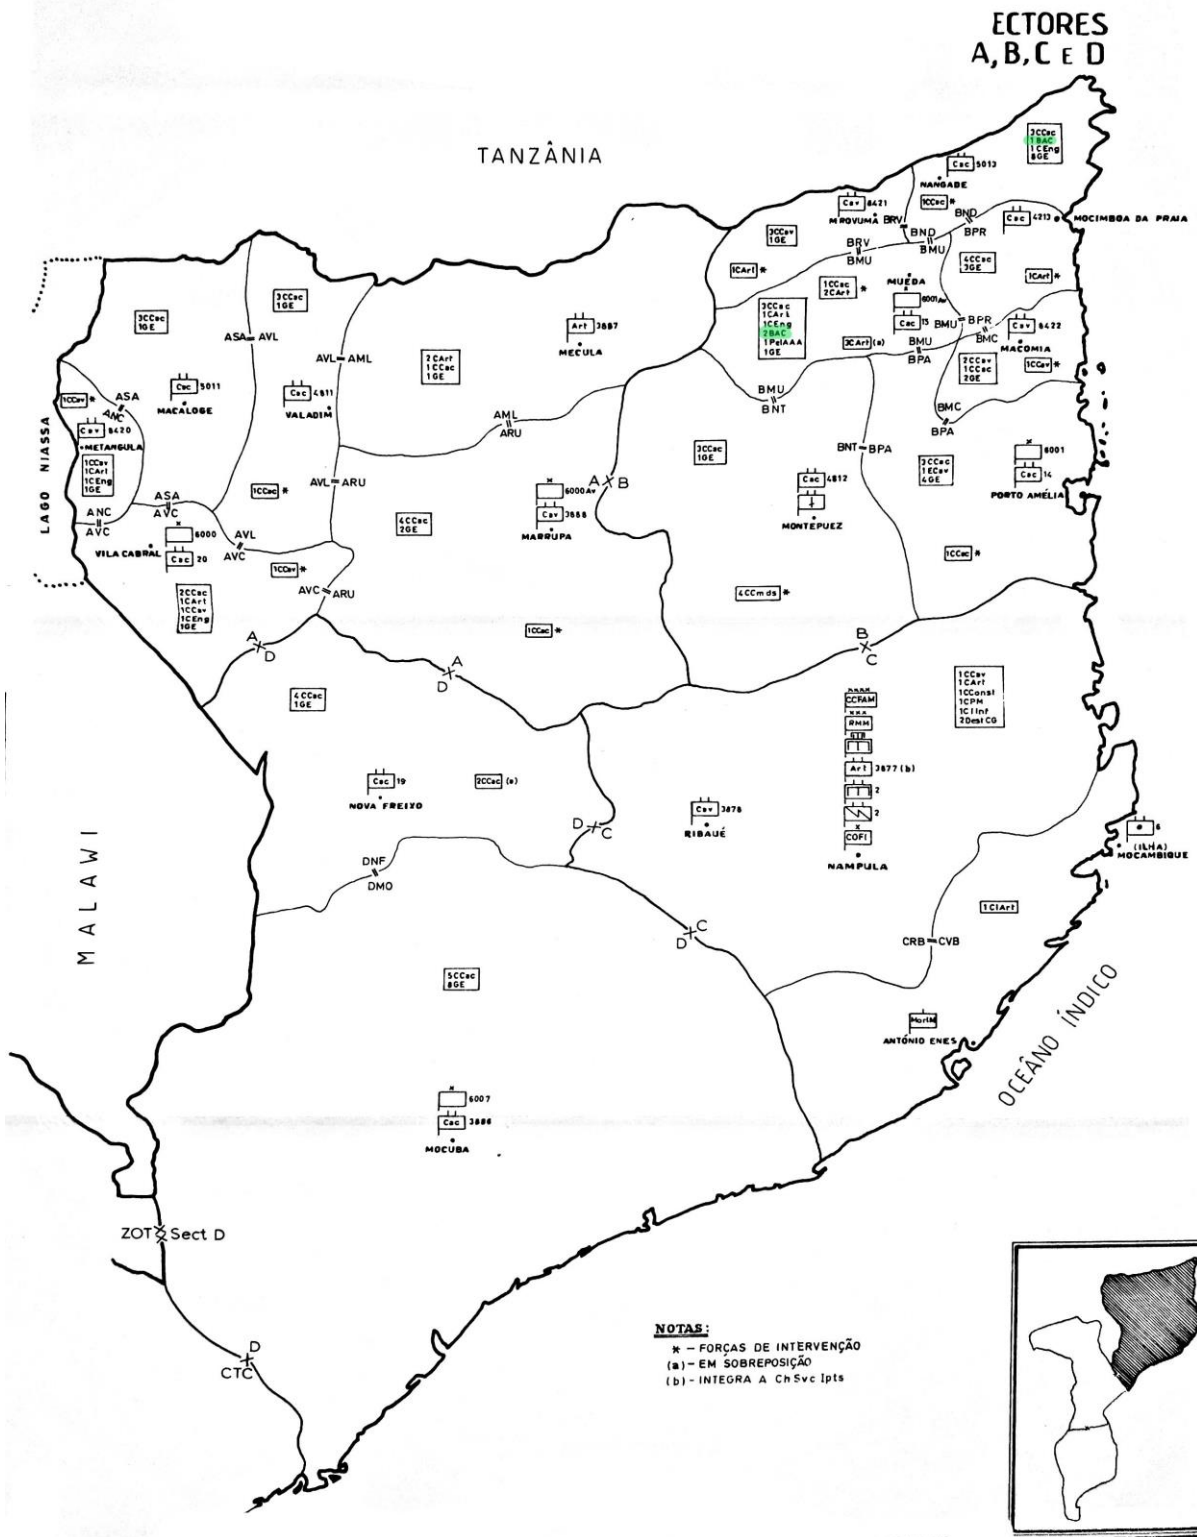 ECTORES
A, B, C E D
TANZÂNIA
3CCac
1BAC
1CEng
8GE
Cac 5013
NANGADE
Cav 8421
MROVUMÁ
BRV
BND
1CCac *
BND
BPR
Cac 4213
MOCIMBOA DA PRAIA
3CCav
1GE
BRV
BMU
BND
BMU
1CArt *
4CCac
3GE
1CArt *
1CCac
2CArt *
MUEDA
6001Av
Cac 15
3CCac
1CArt
1CEng
2BAC
1PelAAA
1GE
BMU
BPR
BMC
Cav 8422
MACOMIA
3CArt (a)
BMU
BPA
2CCav
1CCac
2GE
1CCav *
BMU
BNT
BMC
BPA
3CCac
1GE
3CCac
1GE
ASA
AVL
AVL
AML
Art 3887
MECULA
2CArt
1CCac
1GE
Cac 5011
MACALOGE
Cac 4811
VALADIM
1CCav *
ASA
ANC
Cav 8420
METANGULA
1CCav
1CArt
1CEng
1GE
LAGO NIASSA
AML
ARU
3CCac
1GE
BNT
BPA
3CCac
1ECav
4GE
6001
Cac 14
PORTO AMÉLIA
AVL
ARU
A
B
1CCac *
ASA
AVC
ANC
AVC
6000Av
Cav 3888
MARRUPA
Cac 4812
MONTEPUEZ
4CCac
2GE
6000
VILA CABRAL
Cac 20
AVL
AVC
1CCav *
1CCac *
AVC
ARU
2CCac
1CArt
1CCav
1CEng
1GE
4CCmds *
1CCac *
A
D
A
D
B
C
4CCac
1GE
1CCav
1CArt
1CConst
1CPM
1CIInf
2DestCG
CCFAM
RMM
GTR
Art 3877 (b)
2
2
COFI
NAMPULA
Cac 19
NOVA FREIXO
2CCac (a)
Cav 3878
RIBAUÉ
D
C
6
(ILHA)
MOCAMBIQUE
MALAWI
DNF
DMO
1CIArt
D
C
CRB
CVB
5CCac
8GE
MorIM
ANTÓNIO ENES
OCEÂNO ÍNDICO
6007
Cac 3886
MOCUBA
ZOT
Sect D
D
CTC
NOTAS:
* - FORÇAS DE INTERVENÇÃO
(a) - EM SOBREPOSIÇÃO
(b) - INTEGRA A ChSvc Ipts